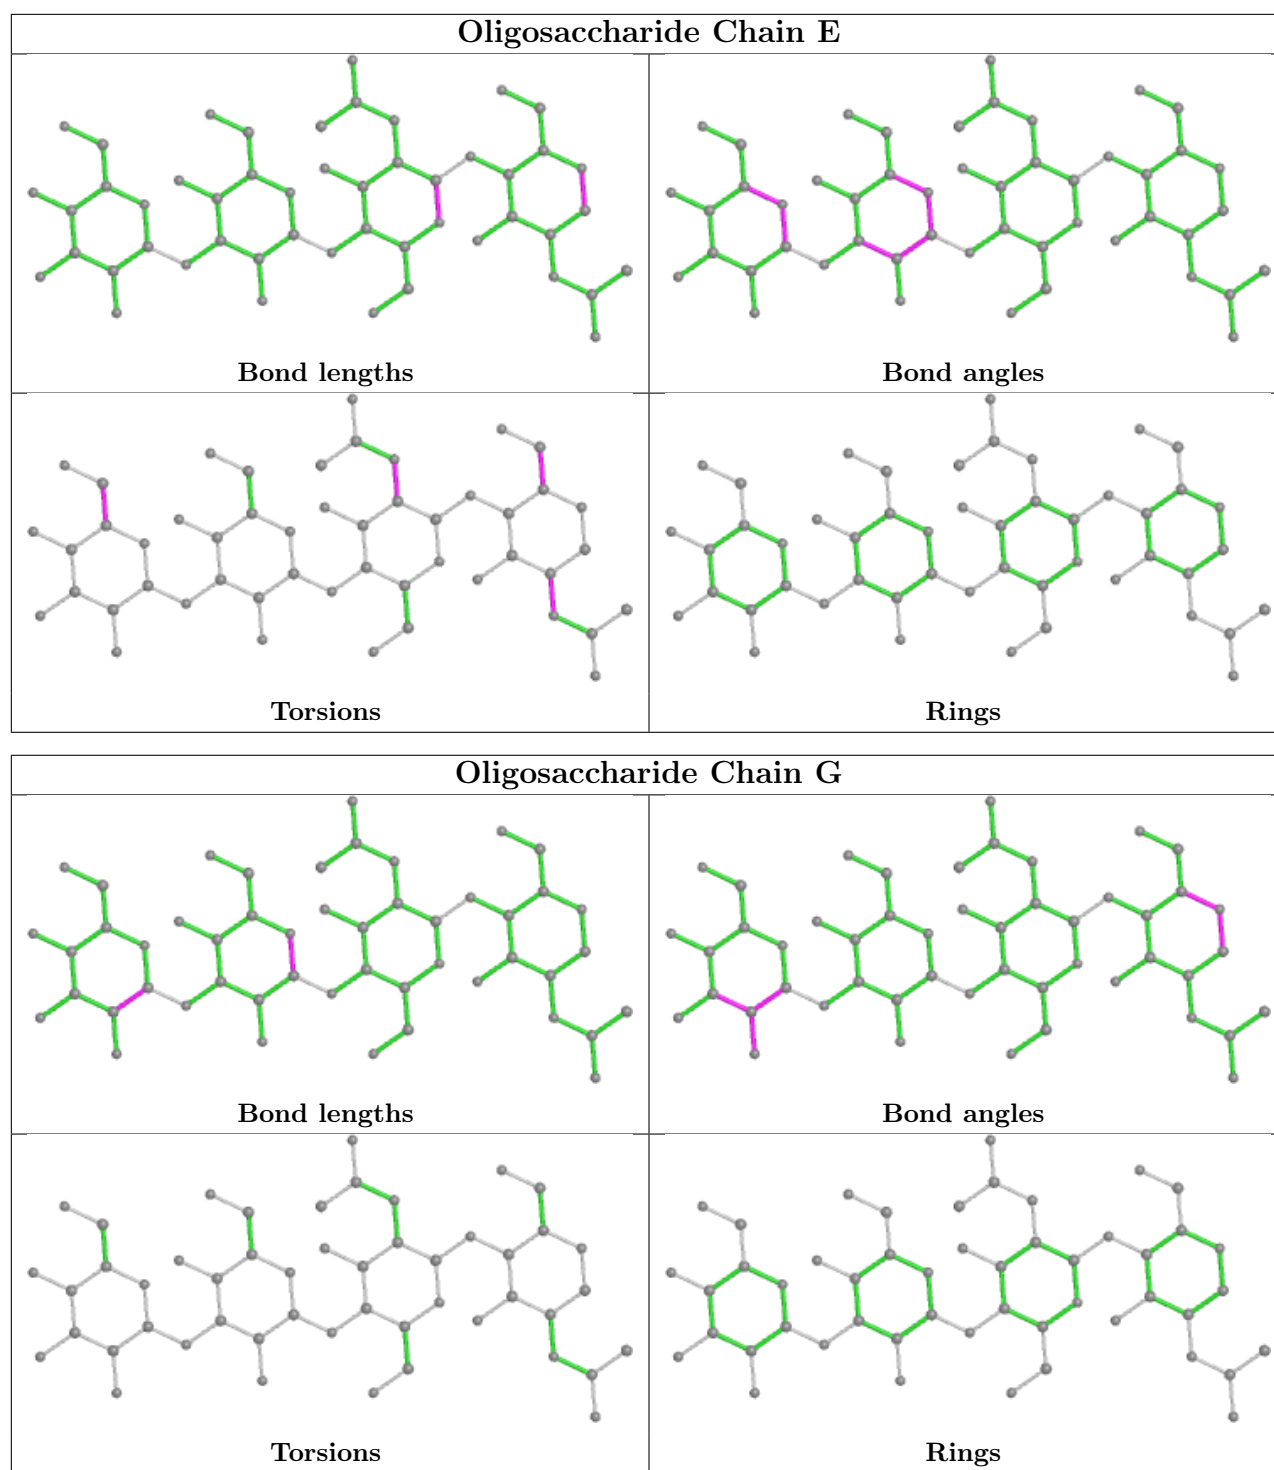 Oligosaccharide Chain E
Bond lengths
Bond angles
Torsions
Rings
Oligosaccharide Chain G
Bond lengths
Bond angles
Torsions
Rings